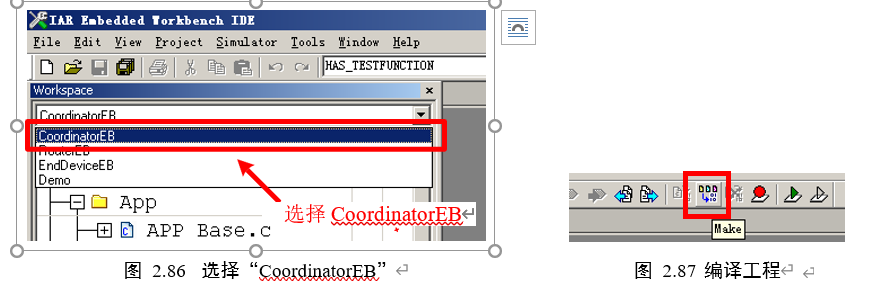 IAR Embedded Workbench IDE
File Edit View Project Simulator Tools Window Help
HAS_TESTFUNCTION
Workspace
CoordinatorEB
CoordinatorEB
RouterEB
EndDeviceEB
Demo
App
选择 CoordinatorEB
APP Base.c
Make
图 2.86 选择“CoordinatorEB”
图 2.87 编译工程